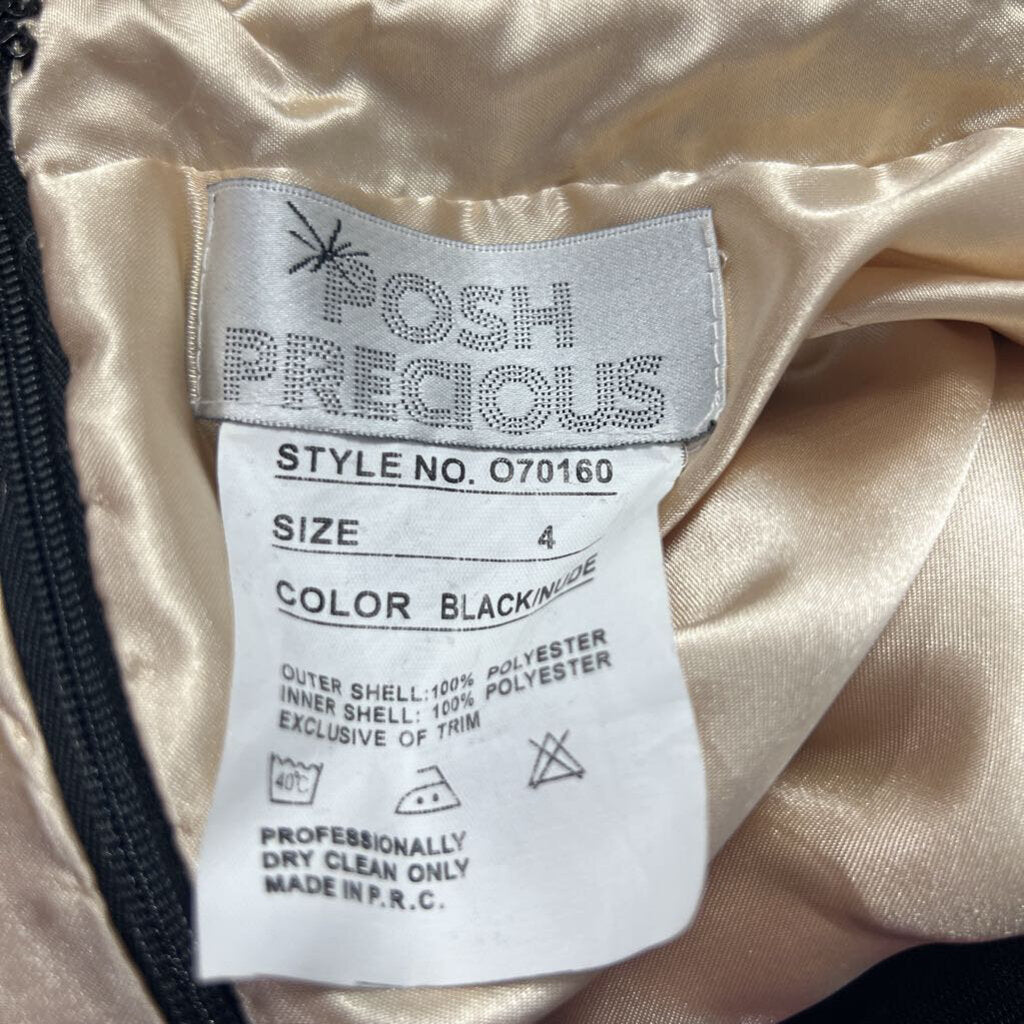 POSH
PRECIOUS
STYLE NO. O70160
SIZE 4
COLOR BLACK/NUDE
OUTER SHELL:100% POLYESTER
INNER SHELL: 100% POLYESTER
EXCLUSIVE OF TRIM
40℃
PROFESSIONALLY
DRY CLEAN ONLY
MADE IN P.R.C.